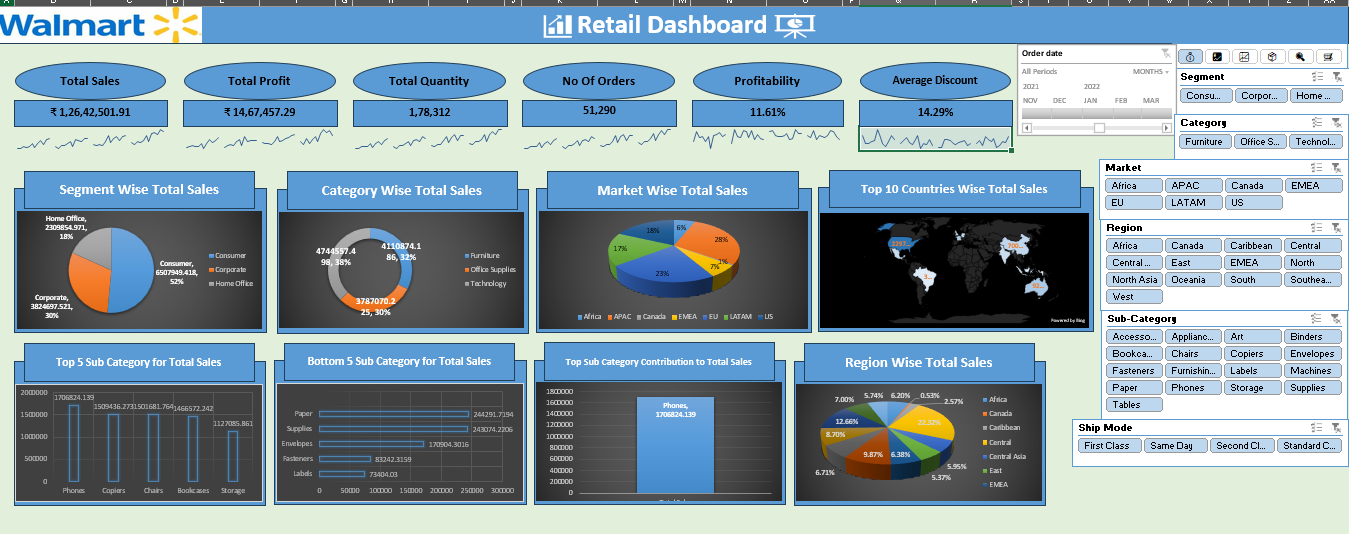 Walmart
Retail Dashboard
Total Sales
Total Profit
Total Quantity
No Of Orders
Profitability
Average Discount
₹ 1,26,42,501.91
₹ 14,67,457.29
1,78,312
51,290
11.61%
14.29%
Order date
All Periods
MONTHS
2021
2022
NOV
DEC
JAN
FEB
MAR
Segment
Consu...
Corpor...
Home ...
Category
Furniture
Office S...
Technol...
Market
Africa
APAC
Canada
EMEA
EU
LATAM
US
Region
Africa
Canada
Caribbean
Central
Central ...
East
EMEA
North
North Asia
Oceania
South
Southea...
West
Sub-Category
Accesso...
Applianc...
Art
Binders
Bookca...
Chairs
Copiers
Envelopes
Fasteners
Furnishin...
Labels
Machines
Paper
Phones
Storage
Supplies
Tables
Ship Mode
First Class
Same Day
Second Cl...
Standard C...
Segment Wise Total Sales
Home Office,
2309854.971,
18%
Consumer,
6507949.418,
52%
Corporate,
3824697.521,
30%
Consumer
Corporate
Home Office
Category Wise Total Sales
4744557.4
98, 38%
4110874.1
86, 32%
3787070.2
25, 30%
Furniture
Office Supplies
Technology
Market Wise Total Sales
6%
28%
1%
7%
23%
17%
18%
Africa
APAC
Canada
EMEA
EU
LATAM
US
Top 10 Countries Wise Total Sales
Powered by Bing
Top 5 Sub Category for Total Sales
2000000
1500000
1000000
500000
0
1706824.139
1509436.273
1501681.764
1466572.242
1127085.861
Phones
Copiers
Chairs
Bookcases
Storage
Bottom 5 Sub Category for Total Sales
Paper
Supplies
Envelopes
Fasteners
Labels
244291.7194
243074.2206
170904.3016
83242.3159
73404.03
0
50000
100000
150000
200000
250000
300000
Top Sub Category Contribution to Total Sales
1800000
1600000
1400000
1200000
1000000
800000
600000
400000
200000
0
Phones,
1706824.139
Region Wise Total Sales
7.00%
5.74%
6.20%
0.53%
2.57%
12.66%
8.70%
6.71%
9.87%
6.38%
5.37%
5.95%
Africa
Canada
Caribbean
Central
Central Asia
East
EMEA